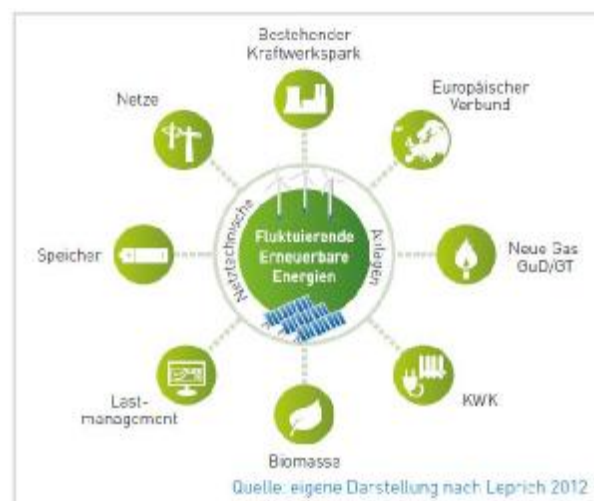 Bestehender
Kraftwerkspark
Europäischer
Verbund
Netze
Netztechnische
Anlagen
Fluktuierende
Erneuerbare
Energien
Speicher
Neue Gas
GuD/GT
Last-
management
KWK
Biomasse
Quelle: eigene Darstellung nach Leprich 2012